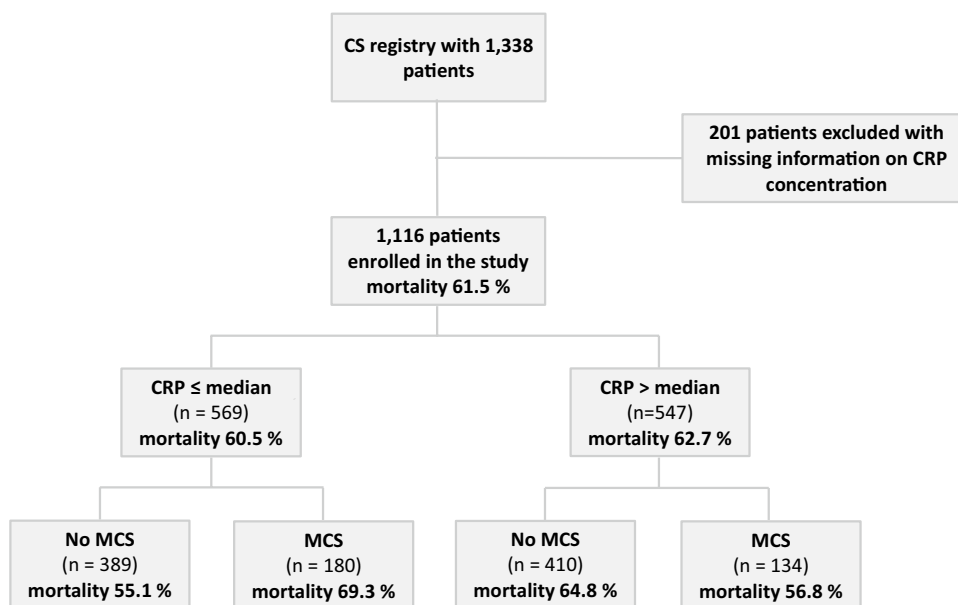 CS registry with 1,338
patients
201 patients excluded with
missing information on CRP
concentration
1,116 patients
enrolled in the study
mortality 61.5 %
CRP ≤ median
(n = 569)
mortality 60.5 %
CRP > median
(n=547)
mortality 62.7 %
No MCS
(n = 389)
mortality 55.1 %
MCS
(n = 180)
mortality 69.3 %
No MCS
(n = 410)
mortality 64.8 %
MCS
(n = 134)
mortality 56.8 %